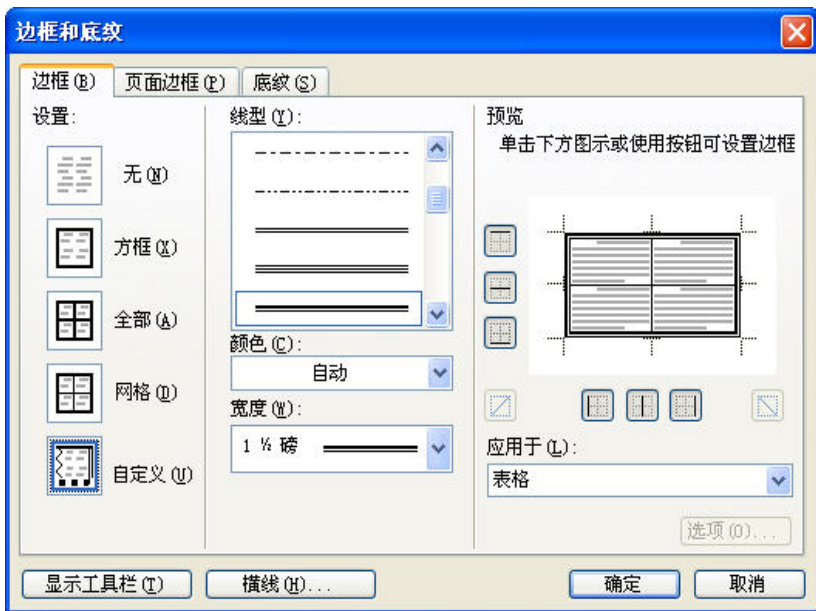 边框和底纹
边框(B) 页面边框(P) 底纹(S)
设置:
无(N)
方框(X)
全部(A)
网格(D)
自定义(U)
线型(Y):
颜色(C):
自动
宽度(W):
1 ½ 磅
预览
单击下方图示或使用按钮可设置边框
应用于(L):
表格
选项(O)...
显示工具栏(T) 横线(H)... 确定 取消